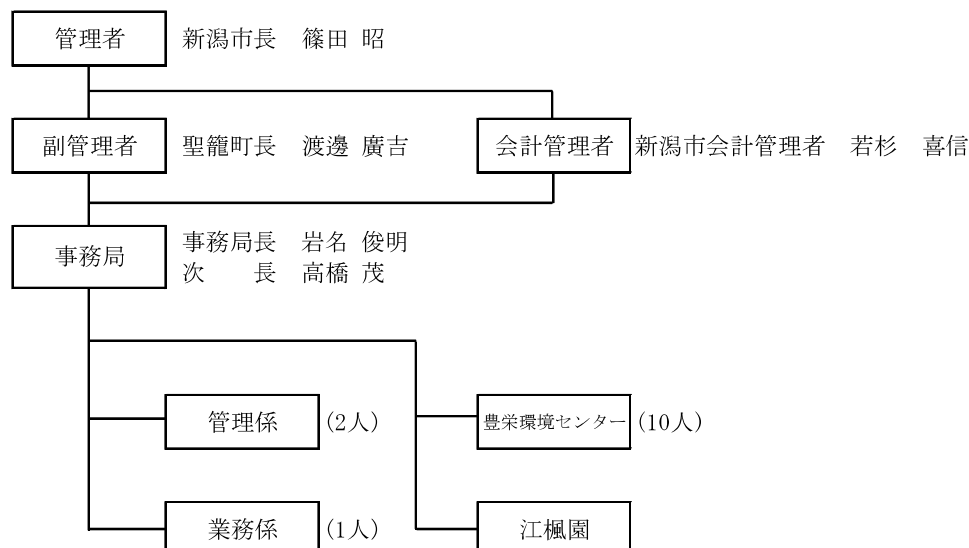 管理者 新潟市長 篠田 昭
副管理者 聖籠町長 渡邊 廣吉 会計管理者 新潟市会計管理者 若杉 喜信
事務局 事務局長 岩名 俊明
次 長 高橋 茂
管理係 (2人) 豊栄環境センター (10人)
業務係 (1人) 江楓園